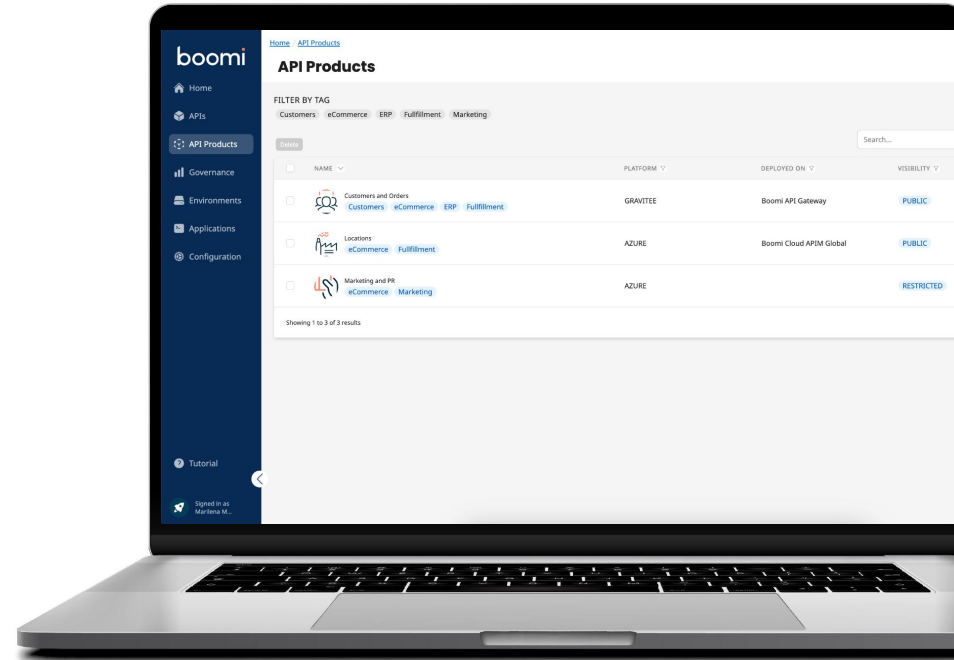 boomi
Home
APIs
API Products
Governance
Environments
Applications
Configuration
Tutorial
Signed in as
Marilena M...
Home / API Products
API Products
FILTER BY TAG
Customers eCommerce ERP Fullfillment Marketing
Delete
Search...
NAME PLATFORM DEPLOYED ON VISIBILITY
Customers and Orders
Customers eCommerce ERP Fullfillment
GRAVITEE Boomi API Gateway PUBLIC
Locations
eCommerce Fullfillment
AZURE Boomi Cloud APIM Global PUBLIC
Marketing and PR
eCommerce Marketing
AZURE RESTRICTED
Showing 1 to 3 of 3 results